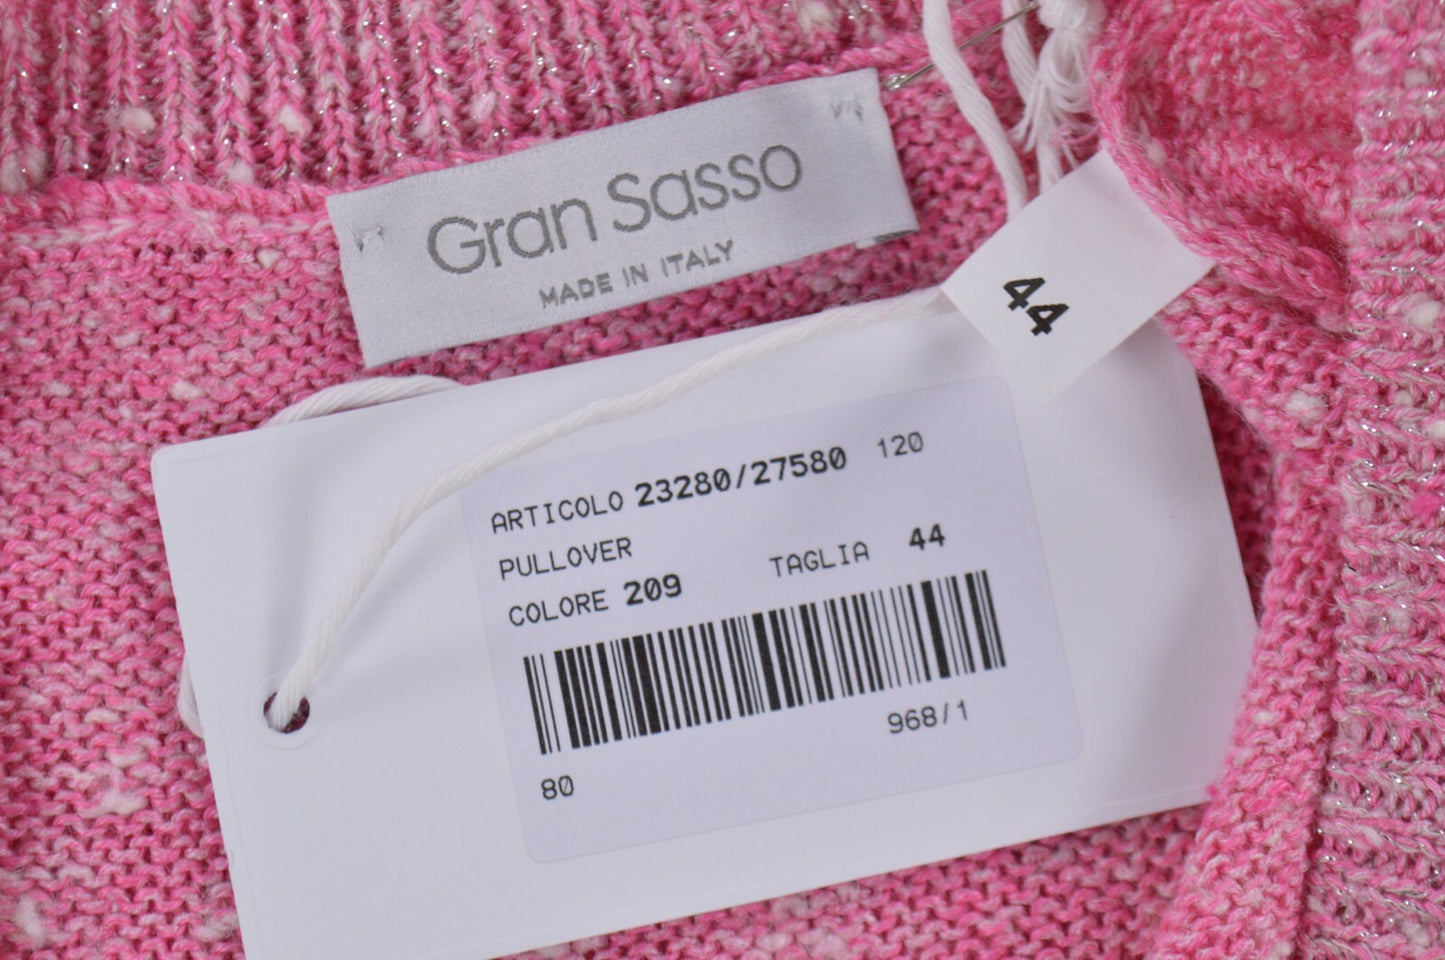 Gran Sasso
MADE IN ITALY
44
ARTICOLO 23280/27580 120
PULLOVER
TAGLIA 44
COLORE 209
968/1
80